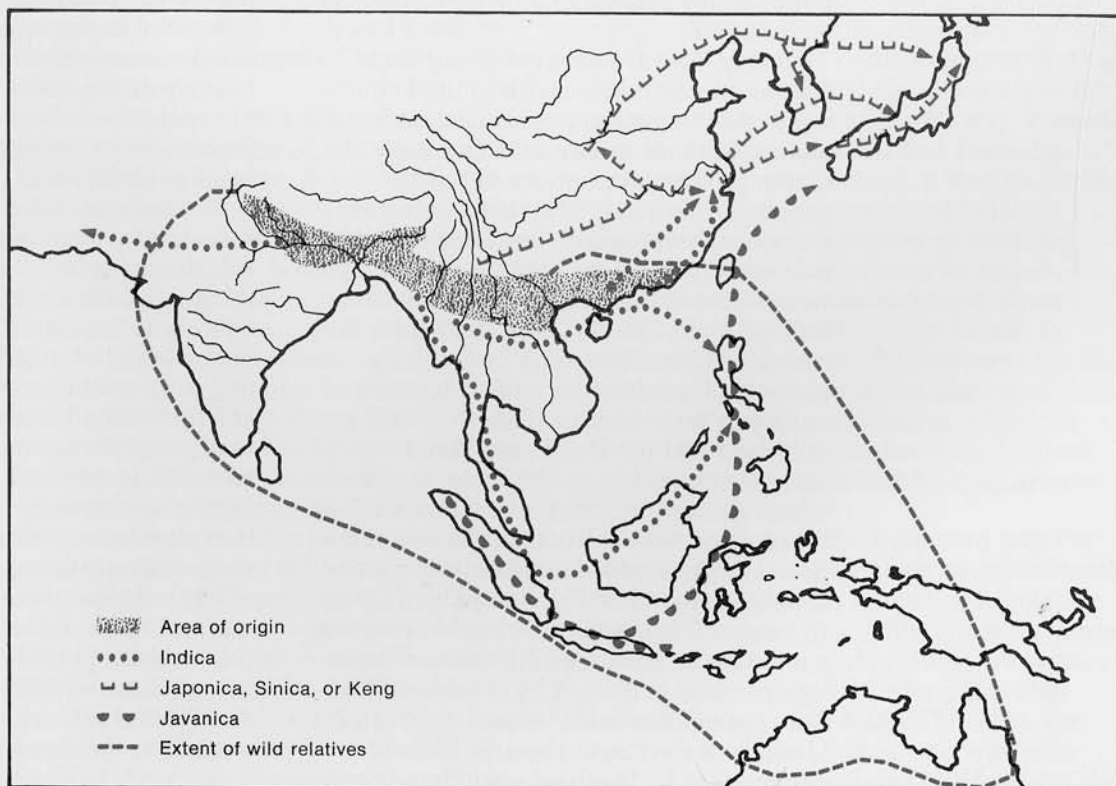 Area of origin
Indica
Japonica, Sinica, or Keng
Javanica
Extent of wild relatives